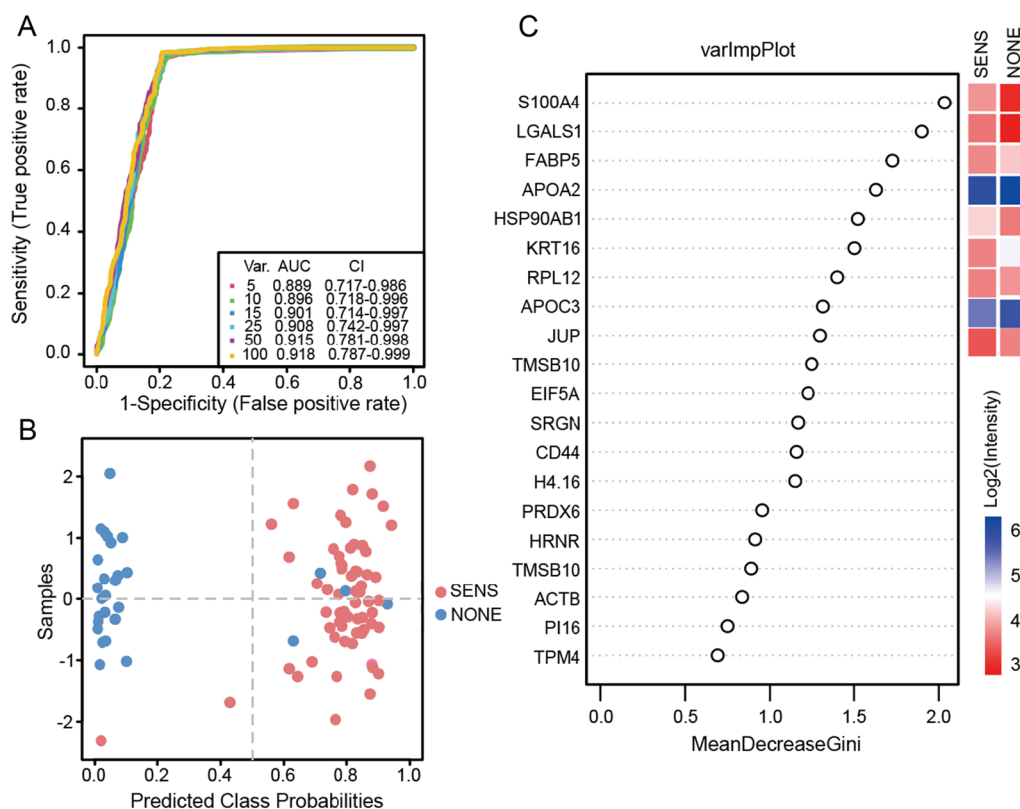 A
Sensitivity (True positive rate)
1.0
0.8
0.6
0.4
0.2
0.0
Var. AUC CI
5 0.889 0.717-0.986
10 0.896 0.718-0.996
15 0.901 0.714-0.997
25 0.908 0.742-0.997
50 0.915 0.781-0.998
100 0.918 0.787-0.999
0.0 0.2 0.4 0.6 0.8 1.0
1-Specificity (False positive rate)
B
Samples
2
1
0
-1
-2
SENS
NONE
0.0 0.2 0.4 0.6 0.8 1.0
Predicted Class Probabilities
C
varImpPlot
SENS
NONE
S100A4
LGALS1
FABP5
APOA2
HSP90AB1
KRT16
RPL12
APOC3
JUP
TMSB10
EIF5A
SRGN
CD44
H4.16
PRDX6
HRNR
TMSB10
ACTB
PI16
TPM4
0.0 0.5 1.0 1.5 2.0
MeanDecreaseGini
Log2(Intensity)
6
5
4
3